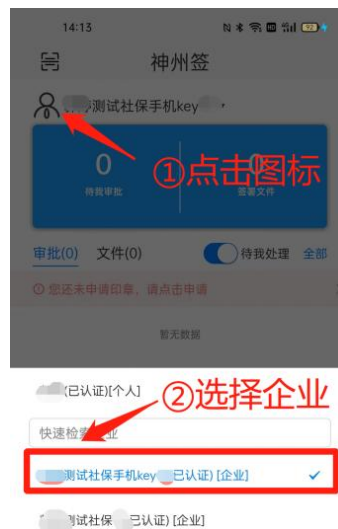 14:13
92
神州签
测试社保手机key
0
0
①点击图标
待我审批
签署文件
审批(0)
文件(0)
待我处理
全部
您还未申请印章，请点击申请
暂无数据
(已认证)[个人]
②选择企业
快速检索企业
测试社保手机key
已认证) [企业]
测试社保
已认证) [企业]